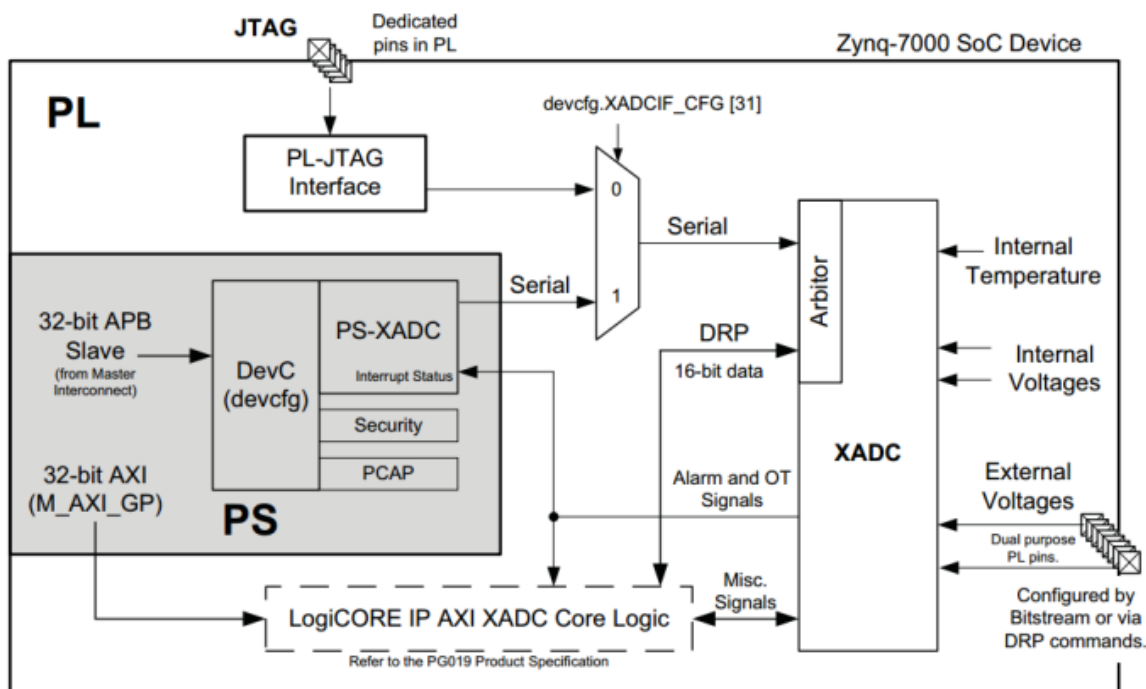 JTAG
Dedicated
pins in PL
Zynq-7000 SoC Device
PL
devcfg.XADCIF_CFG [31]
PL-JTAG
Interface
0
Serial
Arbitor
Internal
Temperature
32-bit APB
Slave
(from Master
Interconnect)
DevC
(devcfg)
PS-XADC
Interrupt Status
Security
PCAP
Serial
1
DRP
16-bit data
Internal
Voltages
XADC
32-bit AXI
(M_AXI_GP)
PS
Alarm and OT
Signals
External
Voltages
Dual purpose
PL pins.
Misc.
Signals
Configured by
Bitstream or via
DRP commands.
LogiCORE IP AXI XADC Core Logic
Refer to the PG019 Product Specification